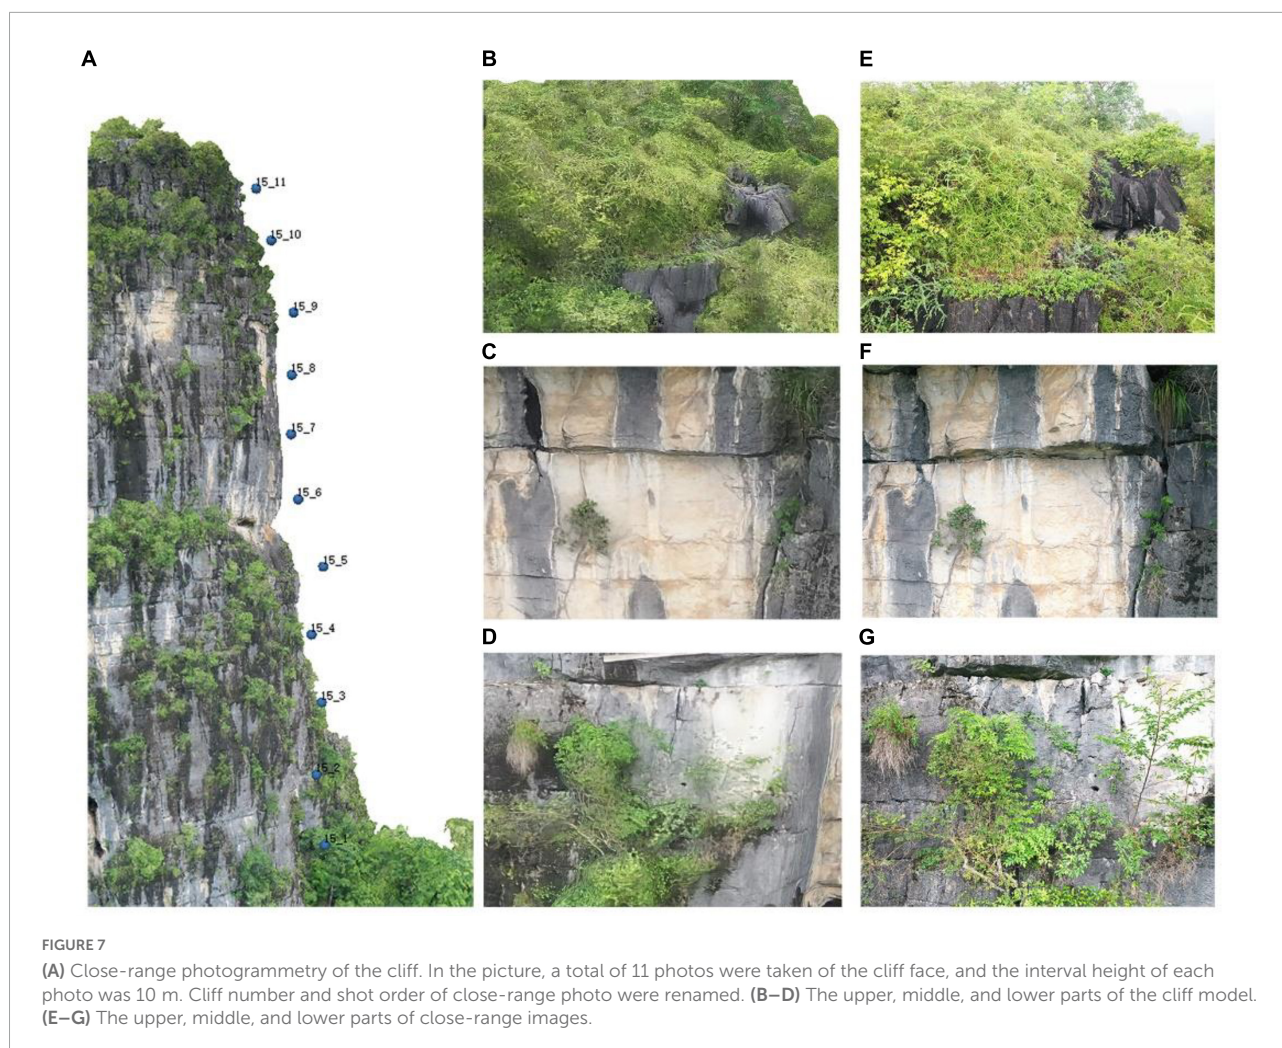 A
B
E
15_11
15_10
15_9
15_8
15_7
15_6
15_5
15_4
15_3
15_2
15_1
C
F
D
G
FIGURE 7
(A) Close-range photogrammetry of the cliff. In the picture, a total of 11 photos were taken of the cliff face, and the interval height of each
photo was 10 m. Cliff number and shot order of close-range photo were renamed. (B–D) The upper, middle, and lower parts of the cliff model.
(E–G) The upper, middle, and lower parts of close-range images.